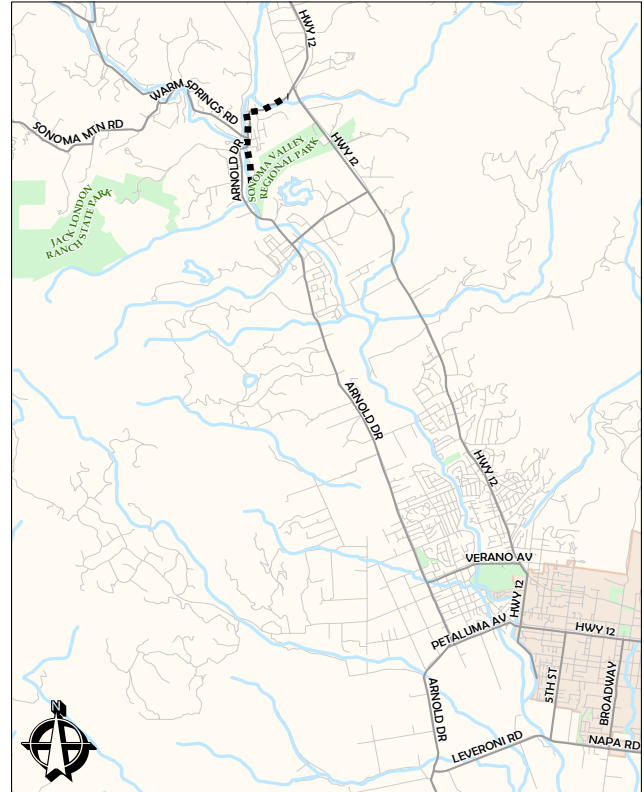 HWY 12
WARM SPRINGS RD
SONOMA MTN RD
ARNOLD DR
SONOMA VALLEY
REGIONAL PARK
HWY 12
JACK LONDON
RANCH STATE PARK
ARNOLD DR
HWY 12
VERANO AV
HWY 12
HWY 12
PETALUMA AV
5TH ST
BROADWAY
ARNOLD DR
NAPA RD
LEVERONI RD
N